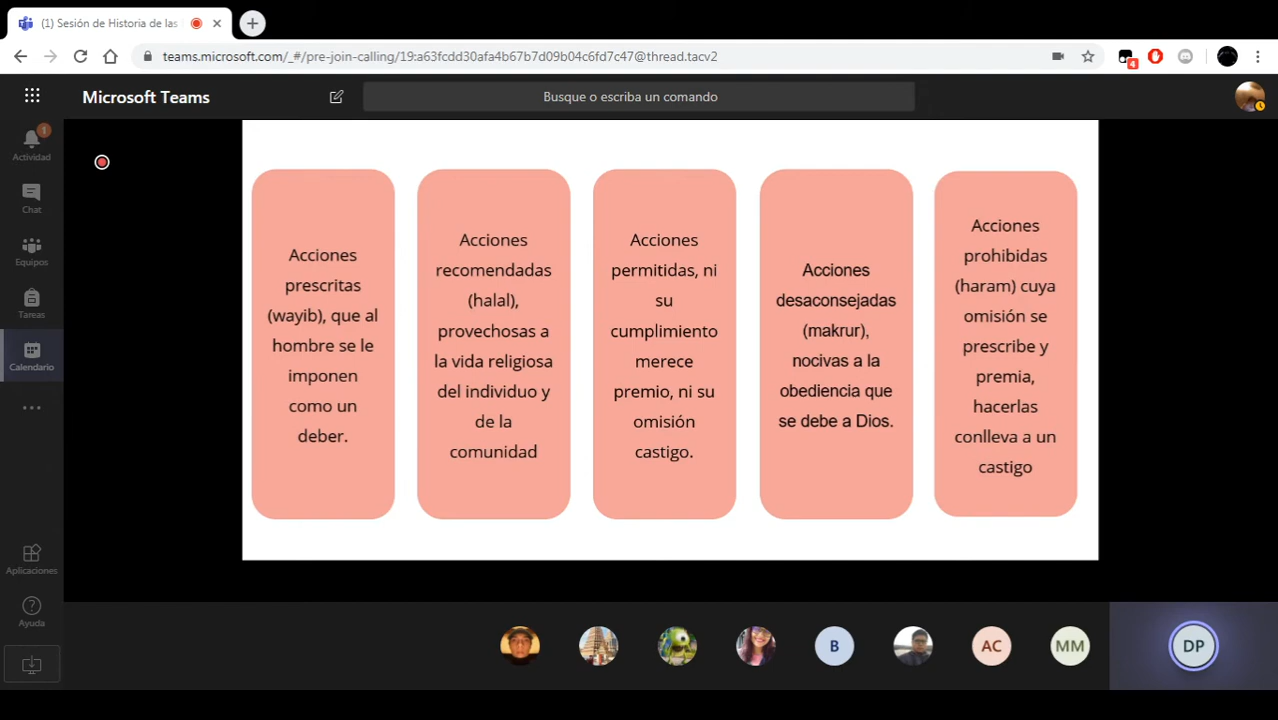 (1) Sesión de Historia de las
teams.microsoft.com/_#/pre-join-calling/19:a63fcdd30afa4b67b7d09b04c6fd7c47@thread.tacv2
4
Microsoft Teams
Busque o escriba un comando
1
Actividad
Chat
Equipos
Tareas
Calendario
Aplicaciones
Ayuda
Acciones
prescritas
(wayib), que al
hombre se le
imponen
como un
deber.
Acciones
recomendadas
(halal),
provechosas a
la vida religiosa
del individuo y
de la
comunidad
Acciones
permitidas, ni
su
cumplimiento
merece
premio, ni su
omisión
castigo.
Acciones
desaconsejadas
(makrur),
nocivas a la
obediencia que
se debe a Dios.
Acciones
prohibidas
(haram) cuya
omisión se
prescribe y
premia,
hacerlas
conlleva a un
castigo
B
AC
MM
DP